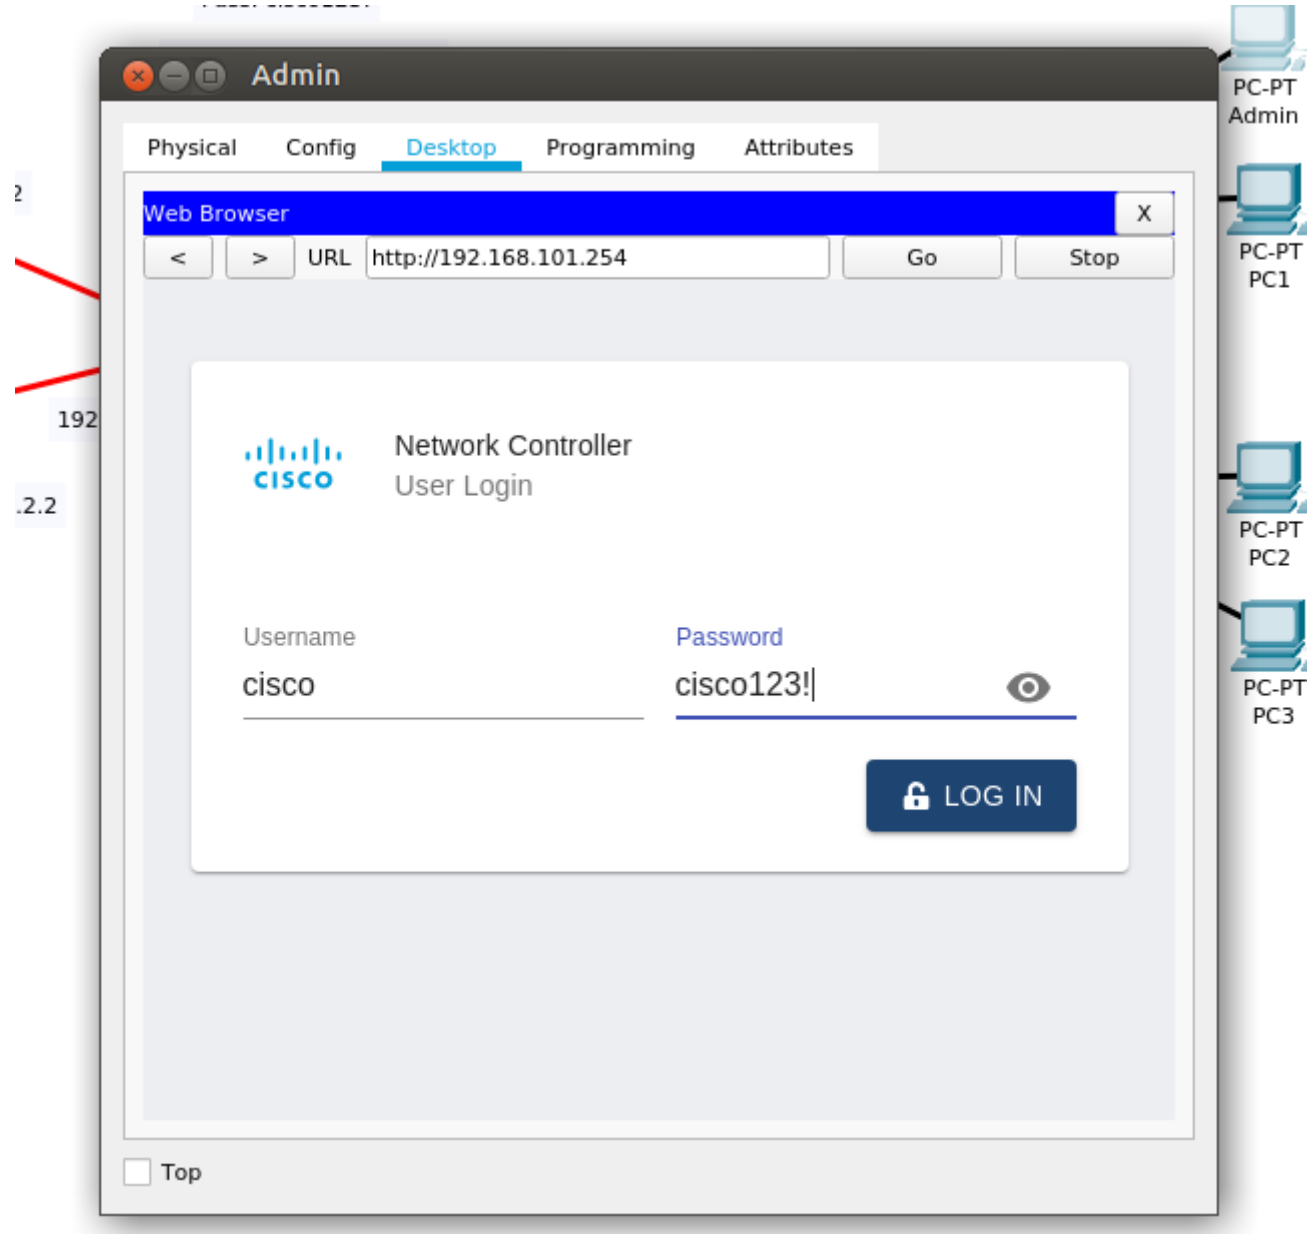 Admin
PC-PT
Admin
Physical Config Desktop Programming Attributes
2
Web Browser X
< > URL http://192.168.101.254 Go Stop
PC-PT
PC1
192
Network Controller
CISCO
User Login
.2.2
PC-PT
PC2
Username Password
cisco cisco123!
PC-PT
PC3
LOG IN
Top